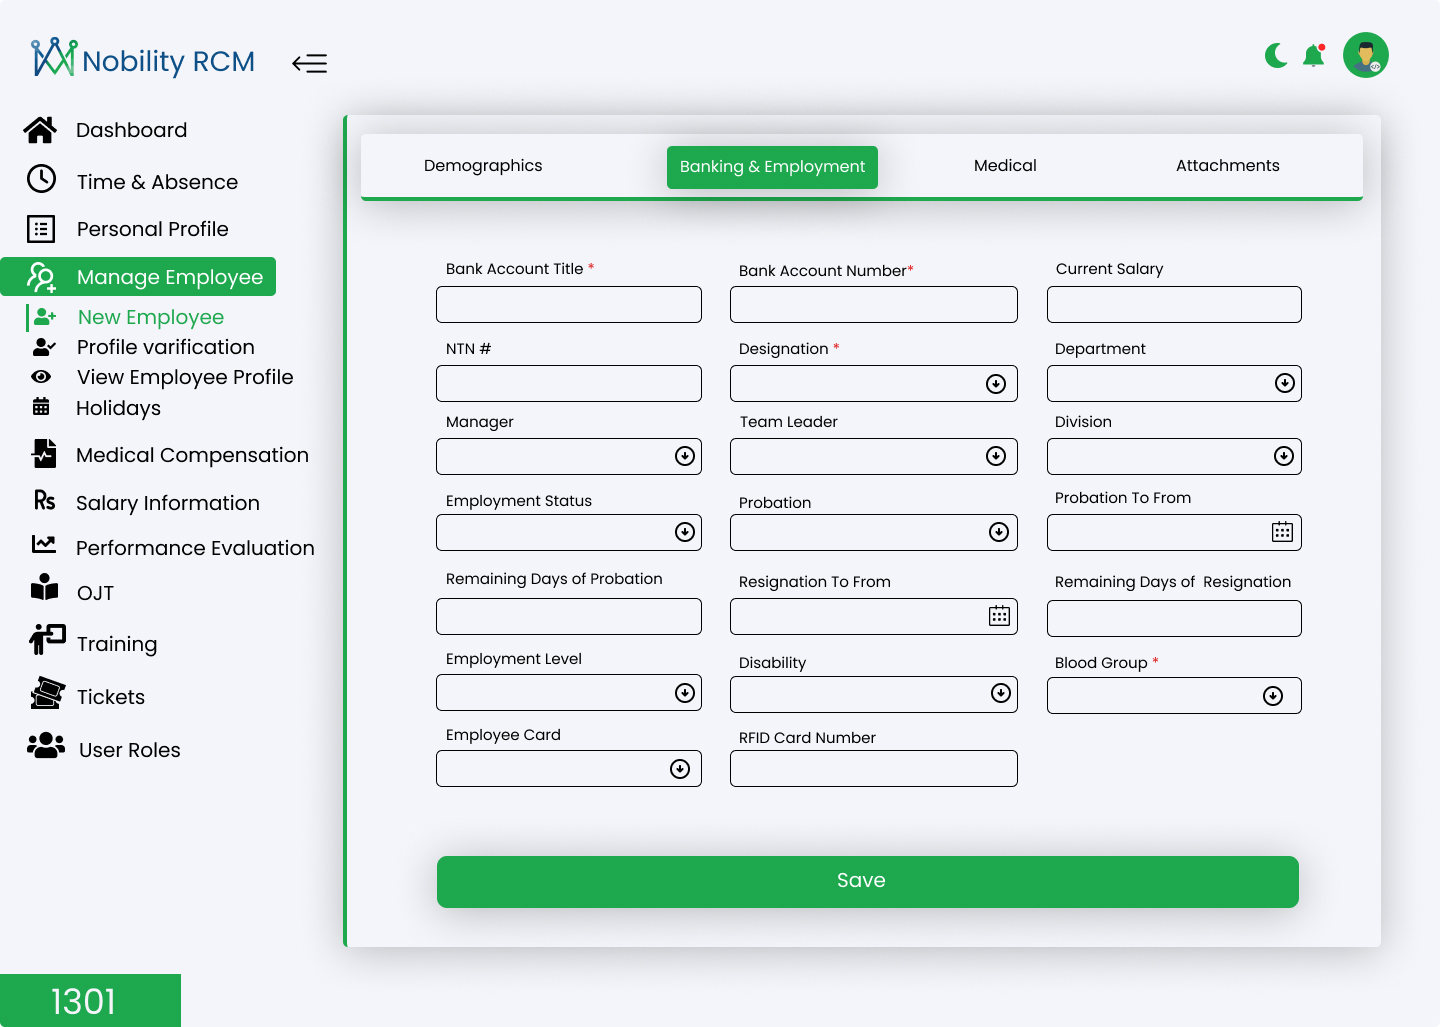 Nobility RCM
Dashboard
Time & Absence
Personal Profile
Manage Employee
New Employee
Profile varification
View Employee Profile
Holidays
Medical Compensation
Rs Salary Information
Performance Evaluation
OJT
Training
Tickets
User Roles
1301
Demographics Banking & Employment Medical Attachments
Bank Account Title * Bank Account Number* Current Salary
NTN # Designation * Department
Manager Team Leader Division
Employment Status Probation Probation To From
Remaining Days of Probation Resignation To From Remaining Days of  Resignation
Employment Level Disability Blood Group *
Employee Card RFID Card Number
Save